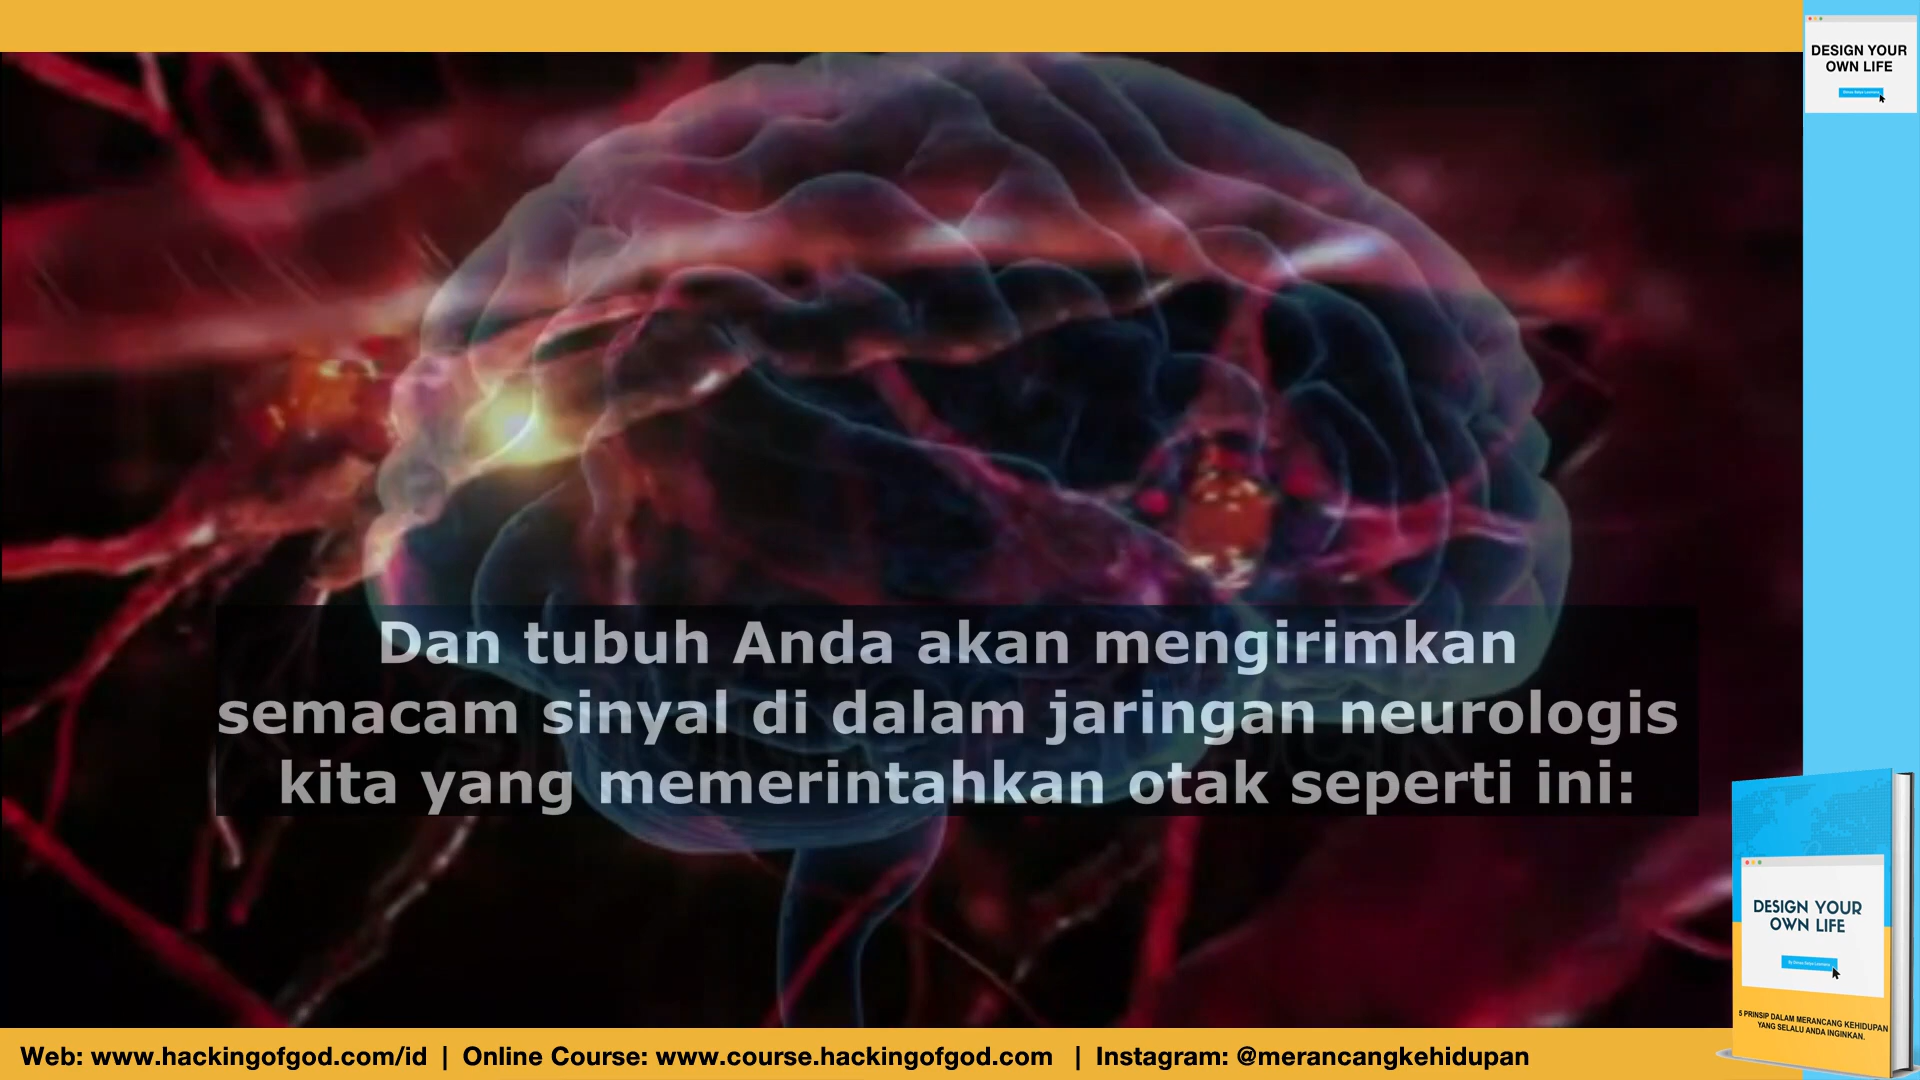 DESIGN YOUR
OWN LIFE
Dan tubuh Anda akan mengirimkan
semacam sinyal di dalam jaringan neurologis
kita yang memerintahkan otak seperti ini:
DESIGN YOUR
OWN LIFE
5 PRINSIP DALAM MERANCANG KEHIDUPAN
YANG SELALU ANDA INGINKAN.
Web: www.hackingofgod.com/id | Online Course: www.course.hackingofgod.com | Instagram: @merancangkehidupan